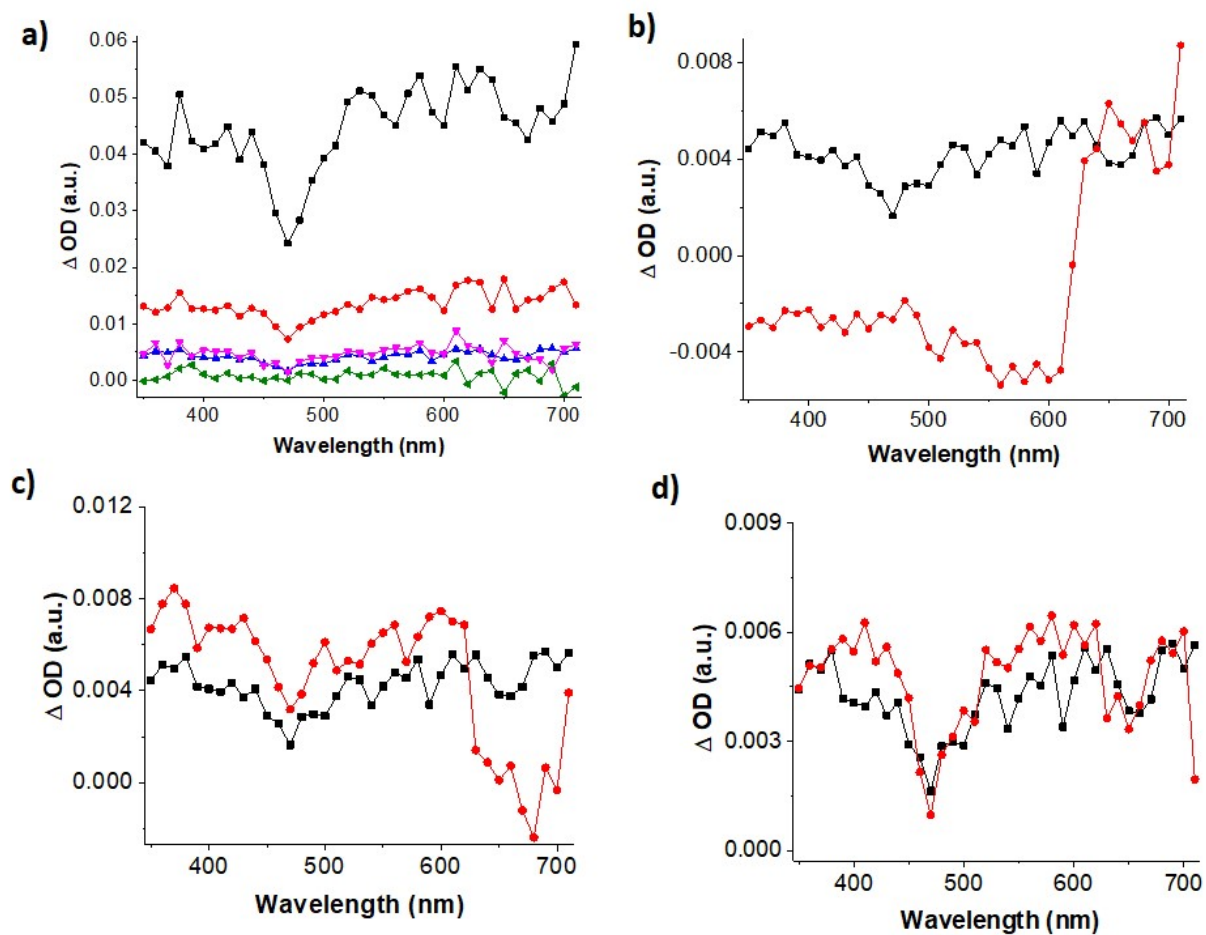 a)
0.06
0.05
0.04
0.03
0.02
0.01
0.00
Δ OD (a.u.)
400 500 600 700
Wavelength (nm)
b)
0.008
0.004
0.000
-0.004
Δ OD (a.u.)
400 500 600 700
Wavelength (nm)
c)
0.012
0.008
0.004
0.000
Δ OD (a.u.)
400 500 600 700
Wavelength (nm)
d)
0.009
0.006
0.003
0.000
Δ OD (a.u.)
400 500 600 700
Wavelength (nm)